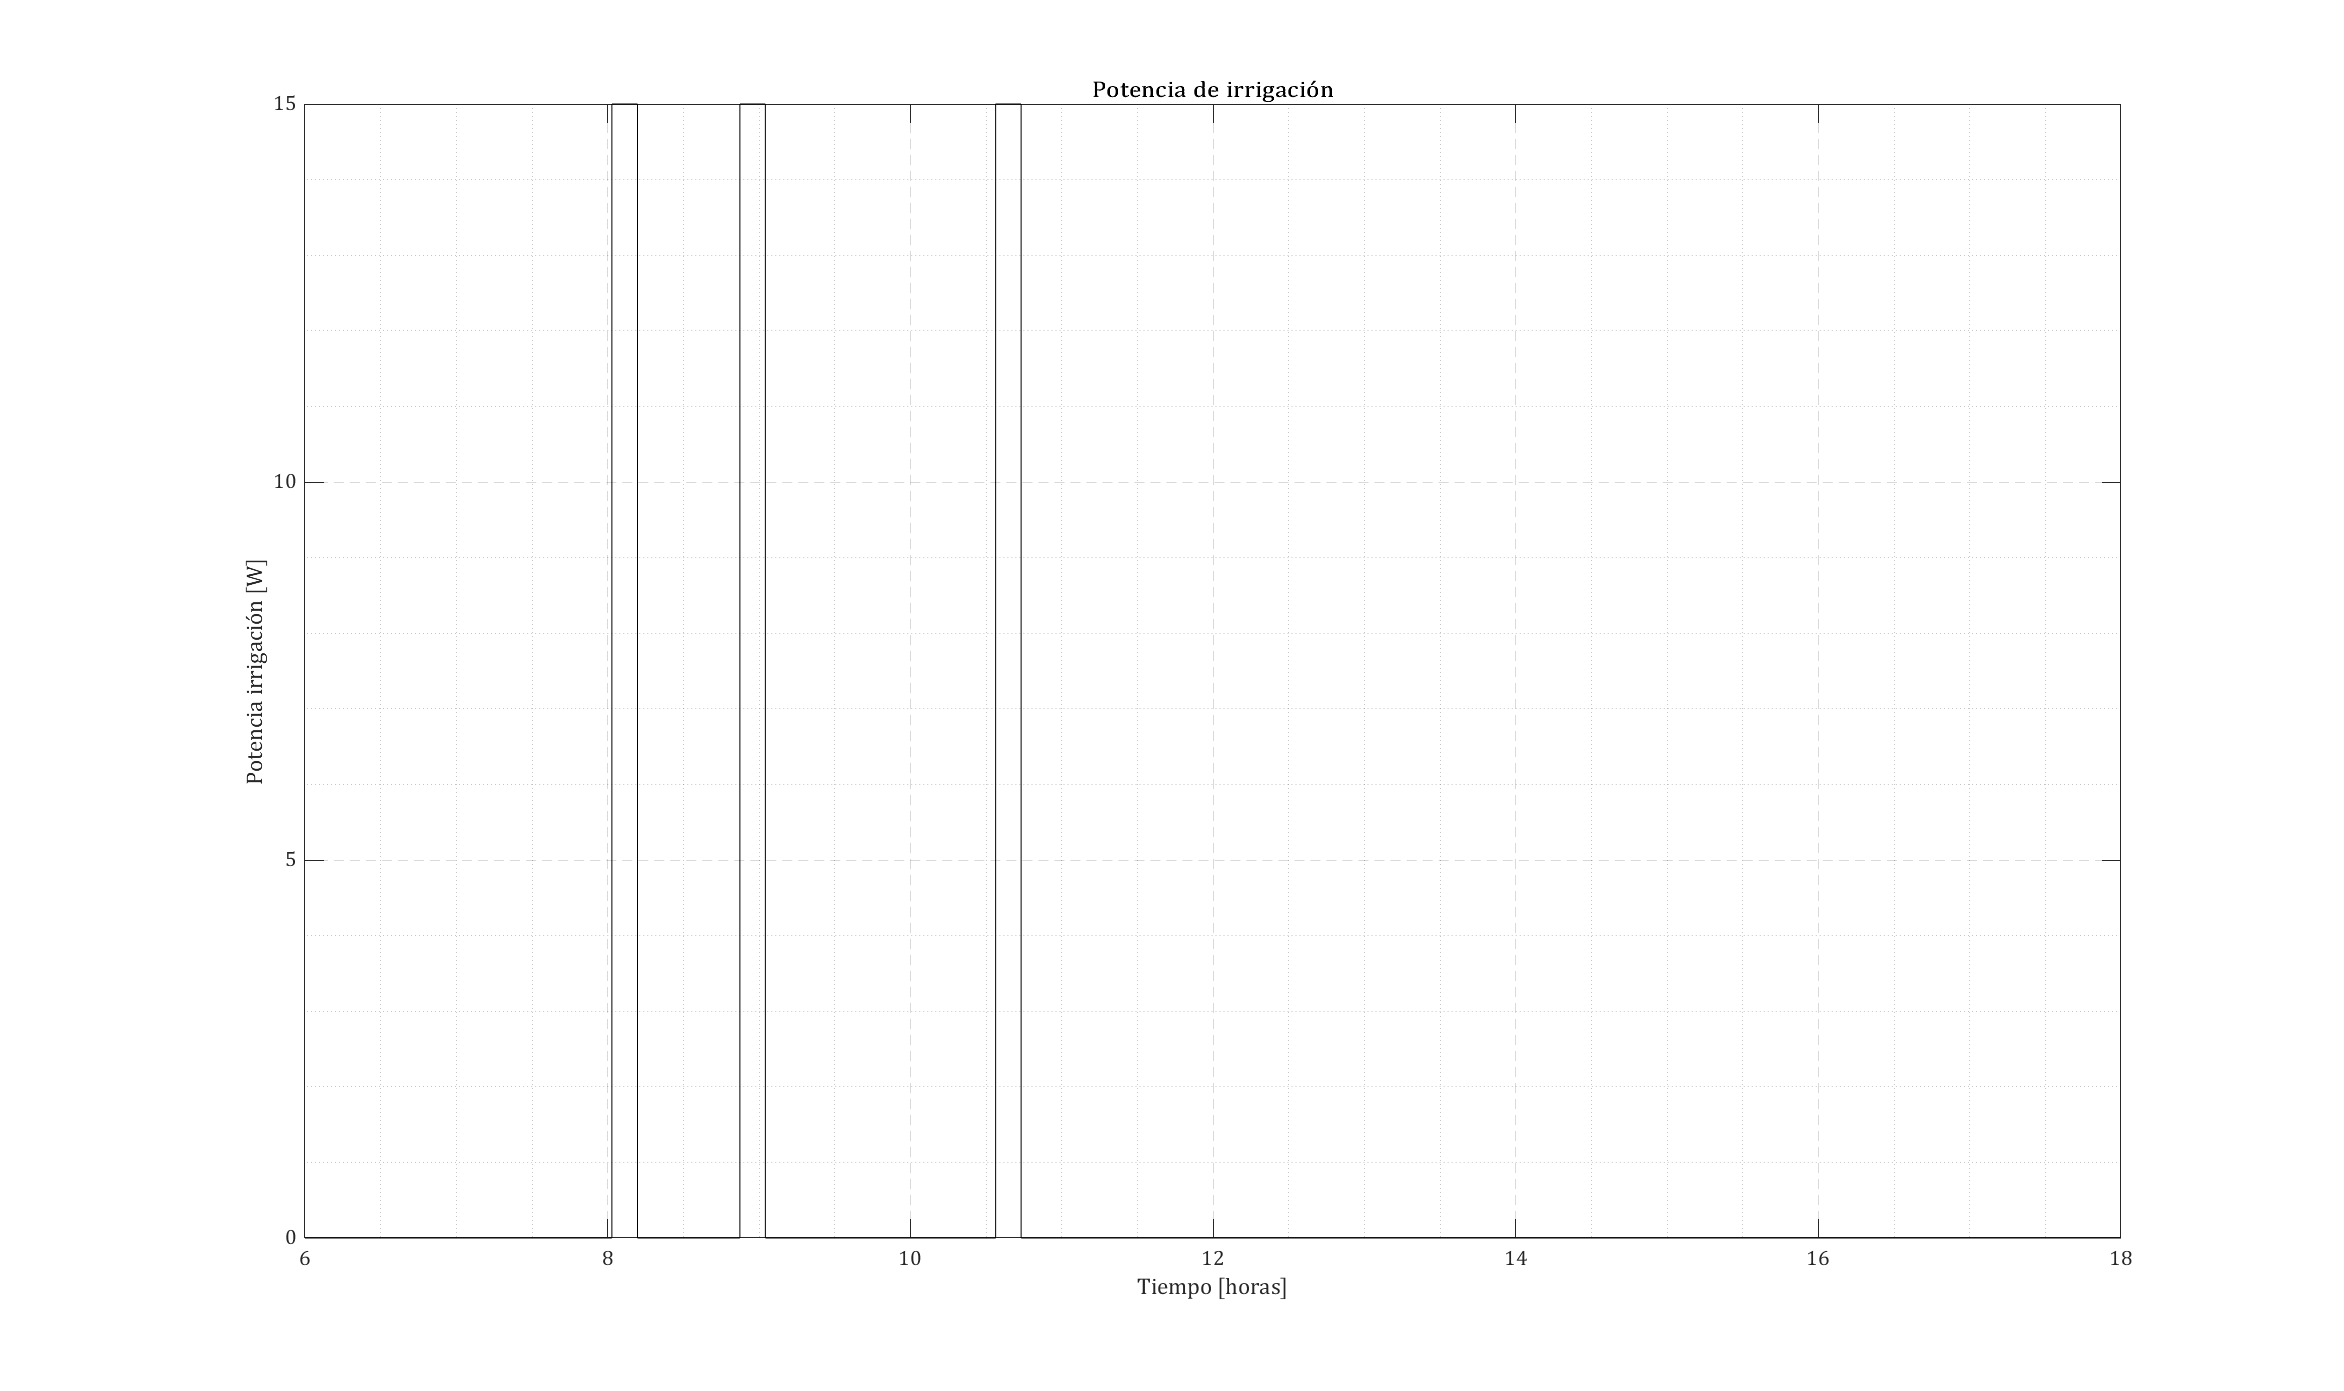 Potencia de irrigación
15
10
5
0
Potencia irrigación [W]
6 8 10 12 14 16 18
Tiempo [horas]